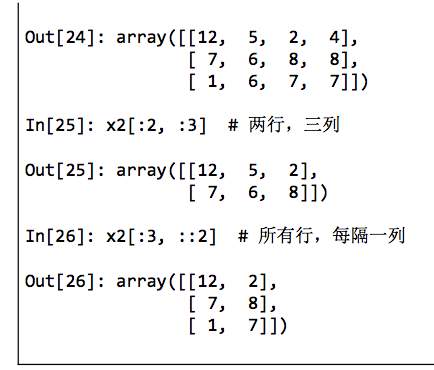 Out[24]: array([[12, 5, 2, 4],
[ 7, 6, 8, 8],
[ 1, 6, 7, 7]])
In[25]: x2[:2, :3] # 两行，三列
Out[25]: array([[12, 5, 2],
[ 7, 6, 8]])
In[26]: x2[:3, ::2] # 所有行，每隔一列
Out[26]: array([[12, 2],
[ 7, 8],
[ 1, 7]])